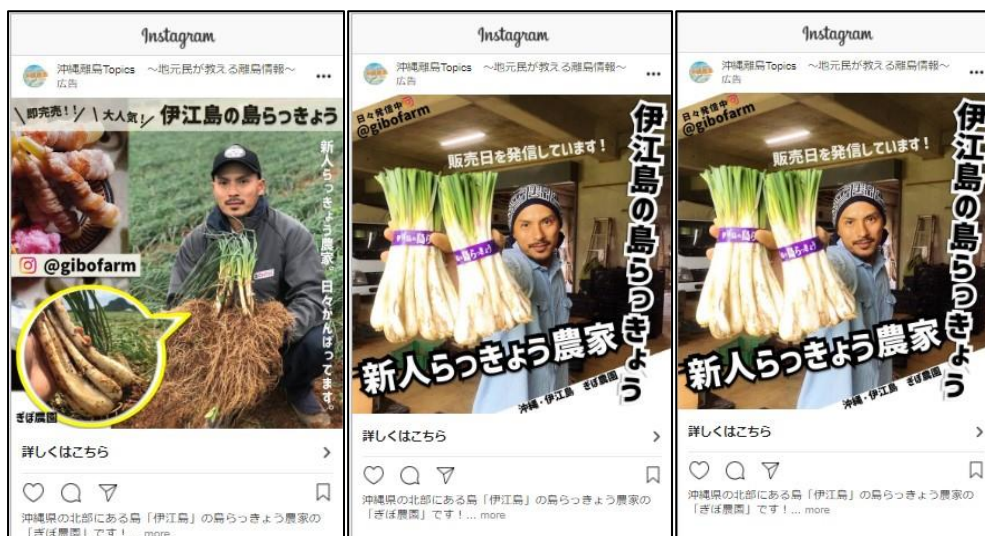 Instagram
沖縄離島Topics ～地元民が教える離島情報～
広告
即完売!!
大人気!
伊江島の島らっきょう
新人らっきょう農家。日々がんばってます。
@gibofarm
ぎぼ農園
詳しくはこちら
沖縄県の北部にある島「伊江島」の島らっきょう農家の
「ぎぼ農園」です！... more
Instagram
沖縄離島Topics ～地元民が教える離島情報～
広告
日々発信中
@gibofarm
販売日を発信しています！
伊江島の島らっきょう
島らっきょう
新人らっきょう農家
沖縄・伊江島 ぎぼ農園
詳しくはこちら
沖縄県の北部にある島「伊江島」の島らっきょう農家の
「ぎぼ農園」です！... more
Instagram
沖縄離島Topics ～地元民が教える離島情報～
広告
日々発信中
@gibofarm
販売日を発信しています！
伊江島の島らっきょう
島らっきょう
新人らっきょう農家
沖縄・伊江島 ぎぼ農園
詳しくはこちら
沖縄県の北部にある島「伊江島」の島らっきょう農家の
「ぎぼ農園」です！... more